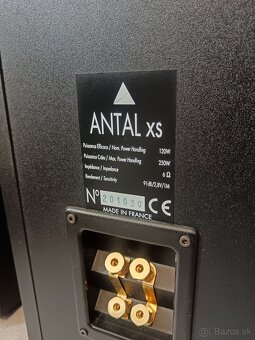 ANTAL XS
Puissance Efficace / Nom. Power Handling 120W
Puissance Crête / Max. Power Handling 250W
Impédance / Impedance 6 Ω
Rendement / Sensitivity 91dB/2,8V/1M
N° 201030 CE
MADE IN FRANCE
© Bazos.sk